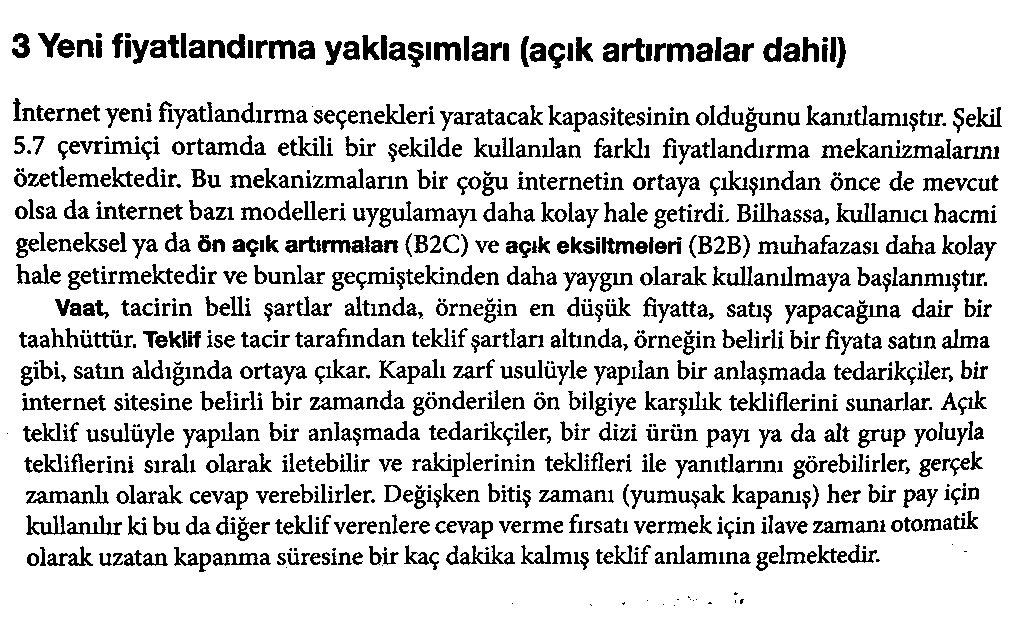 3 Yeni fiyatlandırma yaklaşımları (açık artırmalar dahil)
İnternet yeni fiyatlandırma seçenekleri yaratacak kapasitesinin olduğunu kanıtlamıştır. Şekil
5.7 çevrimiçi ortamda etkili bir şekilde kullanılan farklı fiyatlandırma mekanizmalarını
özetlemektedir. Bu mekanizmaların bir çoğu internetin ortaya çıkışından önce de mevcut
olsa da internet bazı modelleri uygulamayı daha kolay hale getirdi. Bilhassa, kullanıcı hacmi
geleneksel ya da ön açık artırmaları (B2C) ve açık eksiltmeleri (B2B) muhafazası daha kolay
hale getirmektedir ve bunlar geçmiştekinden daha yaygın olarak kullanılmaya başlanmıştır.
Vaat, tacirin belli şartlar altında, örneğin en düşük fiyatta, satış yapacağına dair bir
taahhüttür. Teklif ise tacir tarafından teklif şartları altında, örneğin belirli bir fiyata satın alma
gibi, satın aldığında ortaya çıkar. Kapalı zarf usulüyle yapılan bir anlaşmada tedarikçiler, bir
internet sitesine belirli bir zamanda gönderilen ön bilgiye karşılık tekliflerini sunarlar. Açık
teklif usulüyle yapılan bir anlaşmada tedarikçiler, bir dizi ürün payı ya da alt grup yoluyla
tekliflerini sıralı olarak iletebilir ve rakiplerinin teklifleri ile yanıtlarını görebilirler, gerçek
zamanlı olarak cevap verebilirler. Değişken bitiş zamanı (yumuşak kapanış) her bir pay için
kullanılır ki bu da diğer teklif verenlere cevap verme fırsatı vermek için ilave zamanı otomatik
olarak uzatan kapanma süresine bir kaç dakika kalmış teklif anlamına gelmektedir.